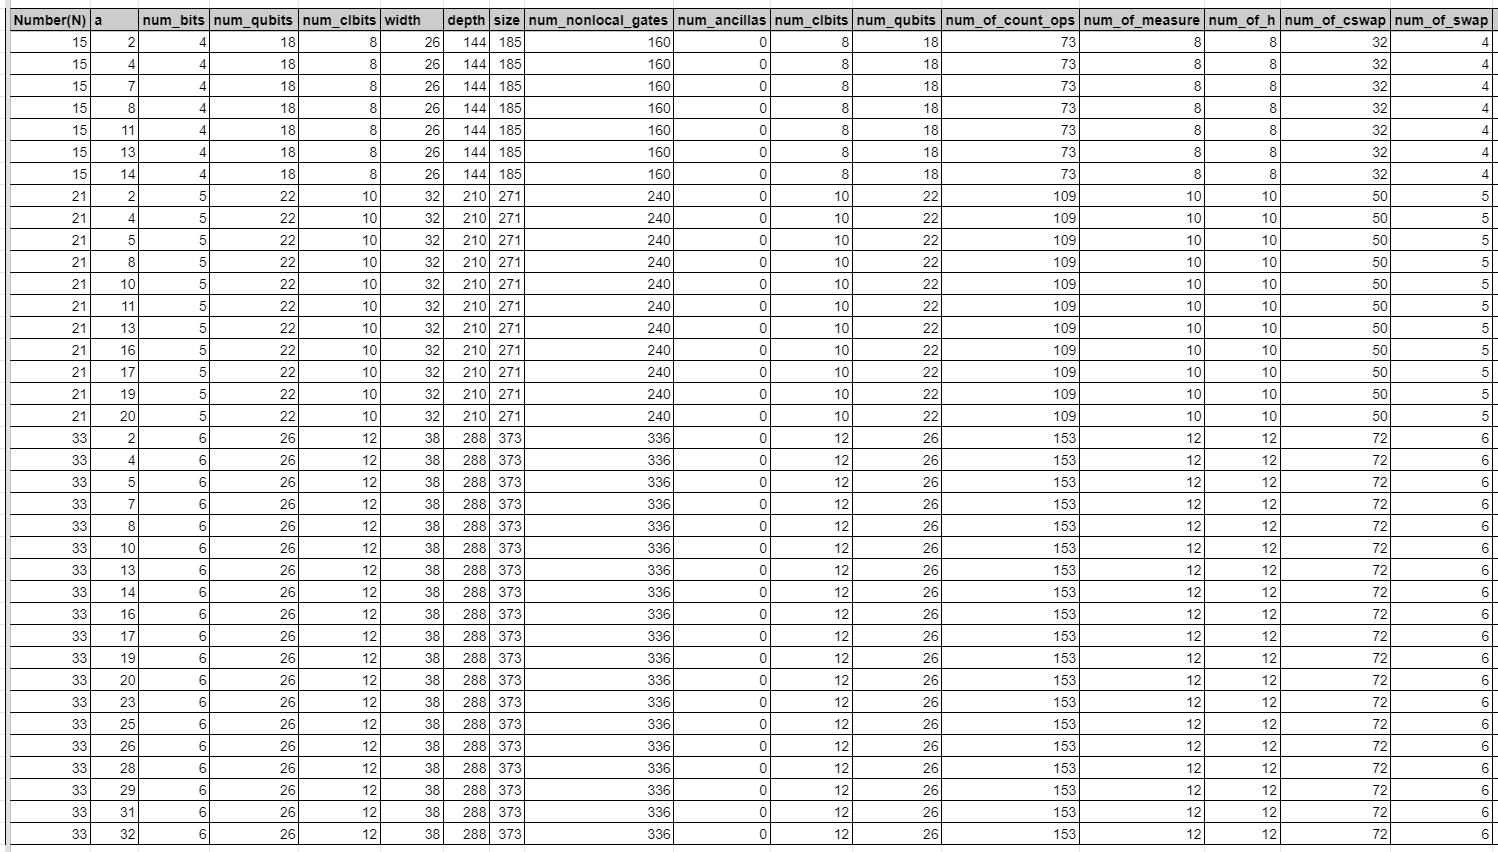 Number(N) a num_bits num_qubits num_clbits width depth size num_nonlocal_gates num_ancillas num_clbits num_qubits num_of_count_ops num_of_measure num_of_h num_of_cswap num_of_swap
15 2 4 18 8 26 144 185 160 0 8 18 73 8 8 32 4
15 4 4 18 8 26 144 185 160 0 8 18 73 8 8 32 4
15 7 4 18 8 26 144 185 160 0 8 18 73 8 8 32 4
15 8 4 18 8 26 144 185 160 0 8 18 73 8 8 32 4
15 11 4 18 8 26 144 185 160 0 8 18 73 8 8 32 4
15 13 4 18 8 26 144 185 160 0 8 18 73 8 8 32 4
15 14 4 18 8 26 144 185 160 0 8 18 73 8 8 32 4
21 2 5 22 10 32 210 271 240 0 10 22 109 10 10 50 5
21 4 5 22 10 32 210 271 240 0 10 22 109 10 10 50 5
21 5 5 22 10 32 210 271 240 0 10 22 109 10 10 50 5
21 8 5 22 10 32 210 271 240 0 10 22 109 10 10 50 5
21 10 5 22 10 32 210 271 240 0 10 22 109 10 10 50 5
21 11 5 22 10 32 210 271 240 0 10 22 109 10 10 50 5
21 13 5 22 10 32 210 271 240 0 10 22 109 10 10 50 5
21 16 5 22 10 32 210 271 240 0 10 22 109 10 10 50 5
21 17 5 22 10 32 210 271 240 0 10 22 109 10 10 50 5
21 19 5 22 10 32 210 271 240 0 10 22 109 10 10 50 5
21 20 5 22 10 32 210 271 240 0 10 22 109 10 10 50 5
33 2 6 26 12 38 288 373 336 0 12 26 153 12 12 72 6
33 4 6 26 12 38 288 373 336 0 12 26 153 12 12 72 6
33 5 6 26 12 38 288 373 336 0 12 26 153 12 12 72 6
33 7 6 26 12 38 288 373 336 0 12 26 153 12 12 72 6
33 8 6 26 12 38 288 373 336 0 12 26 153 12 12 72 6
33 10 6 26 12 38 288 373 336 0 12 26 153 12 12 72 6
33 13 6 26 12 38 288 373 336 0 12 26 153 12 12 72 6
33 14 6 26 12 38 288 373 336 0 12 26 153 12 12 72 6
33 16 6 26 12 38 288 373 336 0 12 26 153 12 12 72 6
33 17 6 26 12 38 288 373 336 0 12 26 153 12 12 72 6
33 19 6 26 12 38 288 373 336 0 12 26 153 12 12 72 6
33 20 6 26 12 38 288 373 336 0 12 26 153 12 12 72 6
33 23 6 26 12 38 288 373 336 0 12 26 153 12 12 72 6
33 25 6 26 12 38 288 373 336 0 12 26 153 12 12 72 6
33 26 6 26 12 38 288 373 336 0 12 26 153 12 12 72 6
33 28 6 26 12 38 288 373 336 0 12 26 153 12 12 72 6
33 29 6 26 12 38 288 373 336 0 12 26 153 12 12 72 6
33 31 6 26 12 38 288 373 336 0 12 26 153 12 12 72 6
33 32 6 26 12 38 288 373 336 0 12 26 153 12 12 72 6